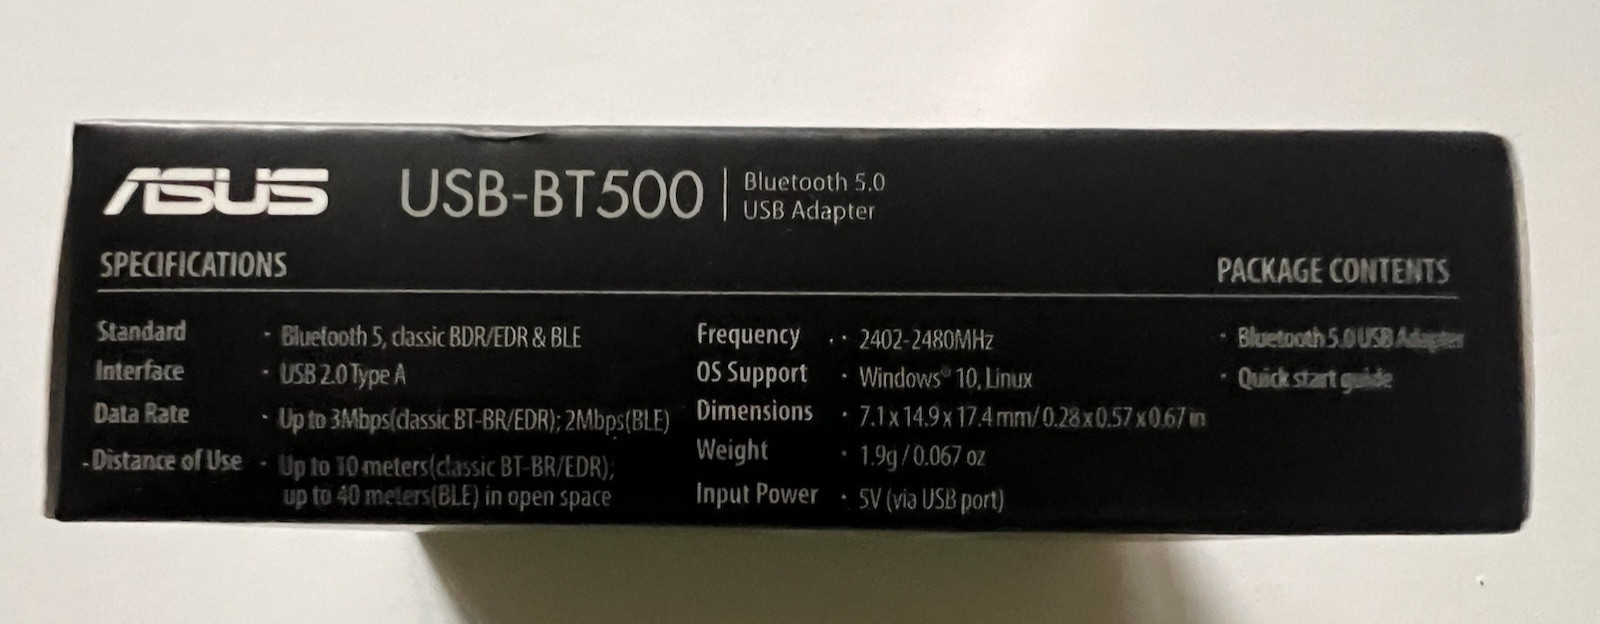 ASUS USB-BT500 Bluetooth 5.0
USB Adapter
SPECIFICATIONS
Standard · Bluetooth 5, classic BDR/EDR & BLE
Interface · USB 2.0 Type A
Data Rate · Up to 3Mbps(classic BT-BR/EDR); 2Mbps(BLE)
Distance of Use · Up to 10 meters(classic BT-BR/EDR);
up to 40 meters(BLE) in open space
Frequency · 2402-2480MHz
OS Support · Windows® 10, Linux
Dimensions · 7.1 x 14.9 x 17.4 mm/ 0.28 x 0.57 x 0.67 in
Weight · 1.9g / 0.067 oz
Input Power · 5V (via USB port)
PACKAGE CONTENTS
· Bluetooth 5.0 USB Adapter
· Quick start guide